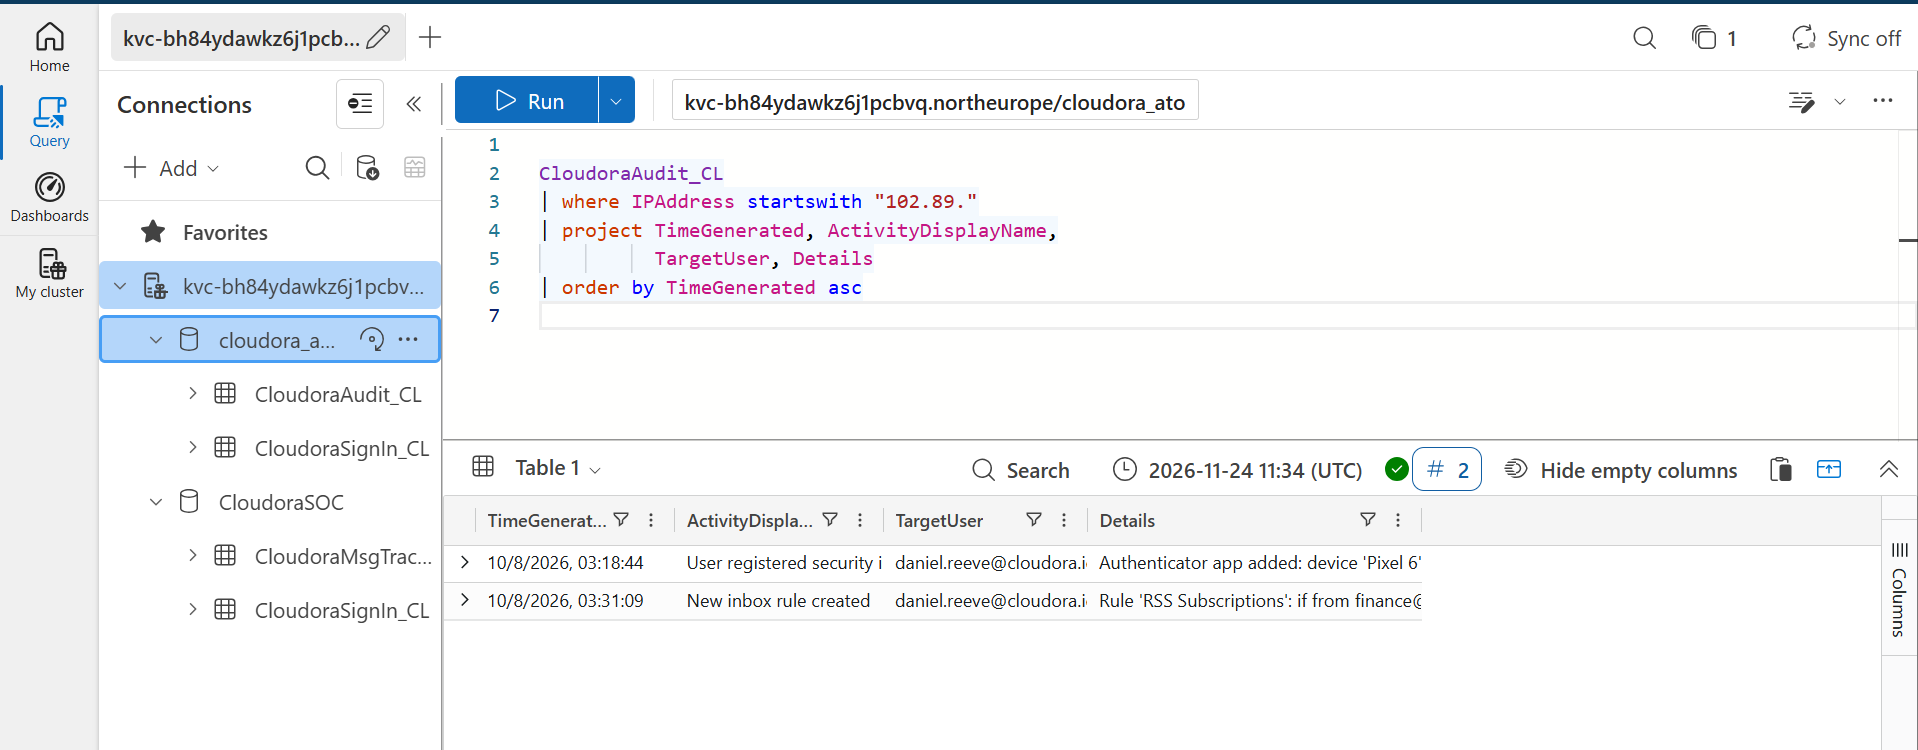 kvc-bh84ydawkz6j1pcb...
1
Sync off
Home
Query
Dashboards
My cluster
Connections
Add
Favorites
kvc-bh84ydawkz6j1pcbv...
cloudora_a...
CloudoraAudit_CL
CloudoraSignIn_CL
CloudoraSOC
CloudoraMsgTrac...
CloudoraSignIn_CL
Run
kvc-bh84ydawkz6j1pcbvq.northeurope/cloudora_ato
1
2 CloudoraAudit_CL
3 | where IPAddress startswith "102.89."
4 | project TimeGenerated, ActivityDisplayName,
5 TargetUser, Details
6 | order by TimeGenerated asc
7
Table 1
Search
2026-11-24 11:34 (UTC)
# 2
Hide empty columns
TimeGenerat... ActivityDispla... TargetUser Details
10/8/2026, 03:18:44 User registered security i daniel.reeve@cloudora.i Authenticator app added: device 'Pixel 6'
10/8/2026, 03:31:09 New inbox rule created daniel.reeve@cloudora.i Rule 'RSS Subscriptions': if from finance@
Columns